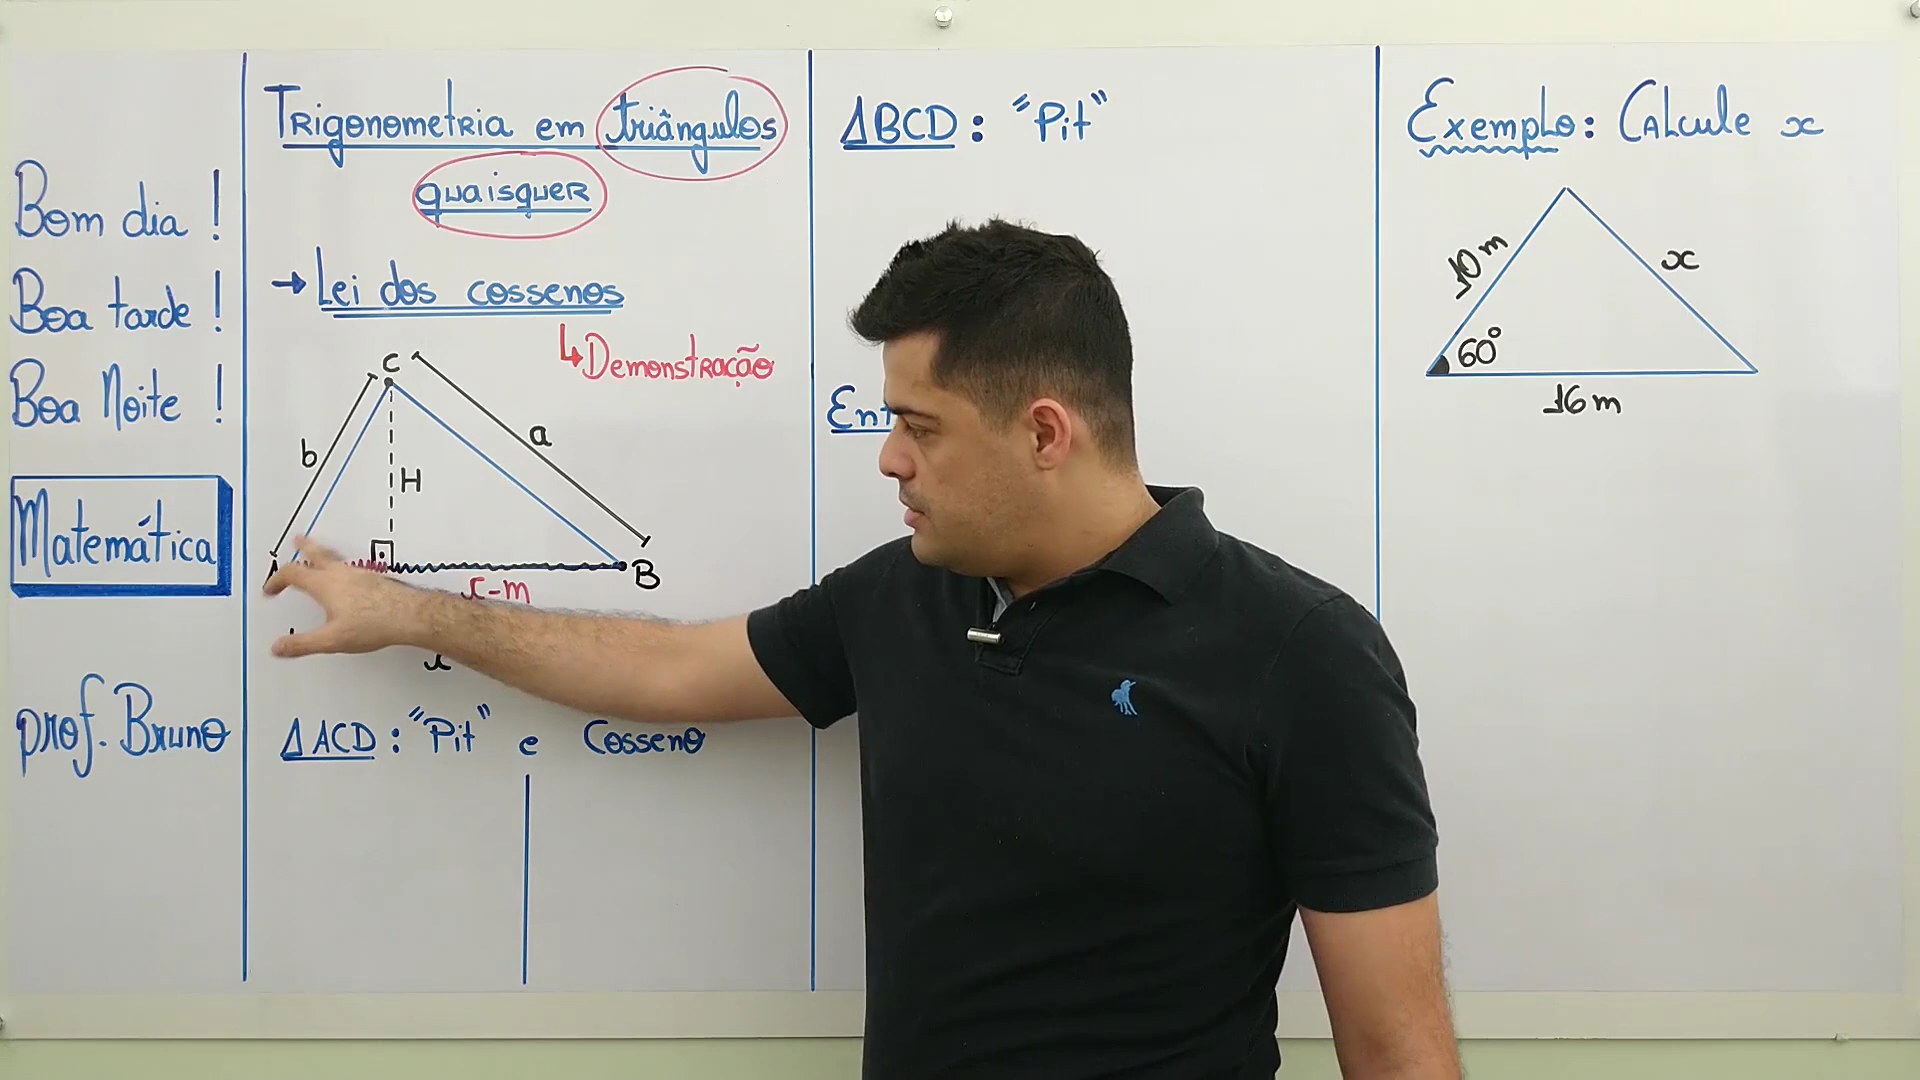 Bom dia !
Boa tarde !
Boa Noite !
Matemática
prof. Bruno
Trigonometria em triângulos
quaisquer
→ Lei dos cossenos
↳ Demonstração
C
b
a
H
B
x-m
x
ΔACD : "Pit" e Cosseno
ΔBCD : "Pit"
Exemplo: Calcule x
10 m
x
60°
16 m